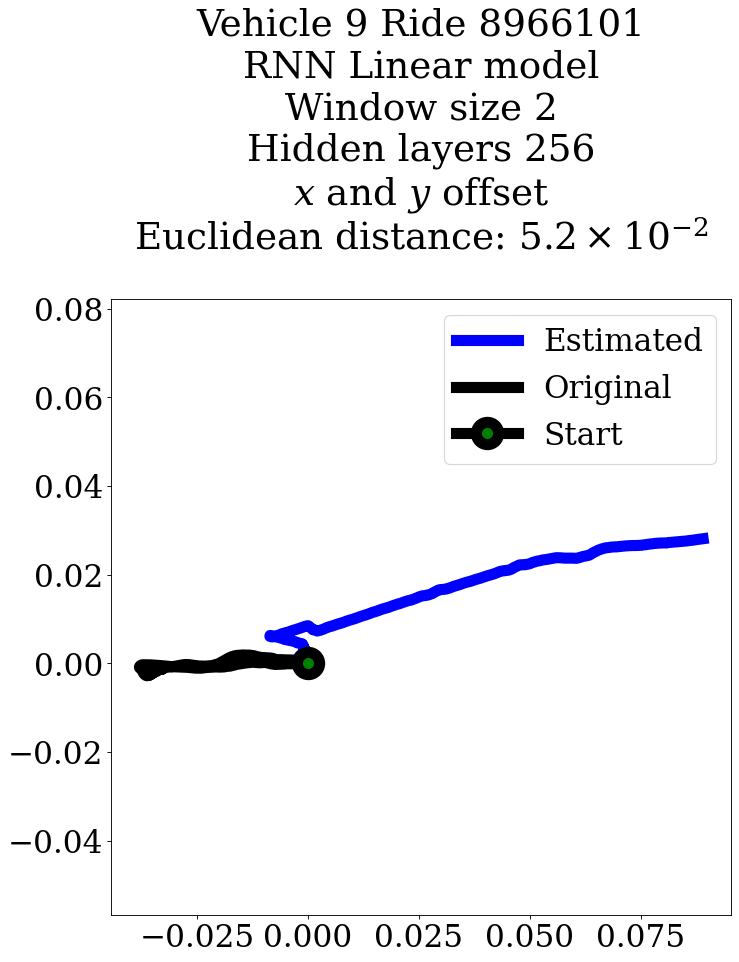 Vehicle 9 Ride 8966101
RNN Linear model
Window size 2
Hidden layers 256
x and y offset
Euclidean distance: 5.2 × 10⁻²
0.08
0.06
0.04
0.02
0.00
−0.02
−0.04
Estimated
Original
Start
−0.025 0.000 0.025 0.050 0.075